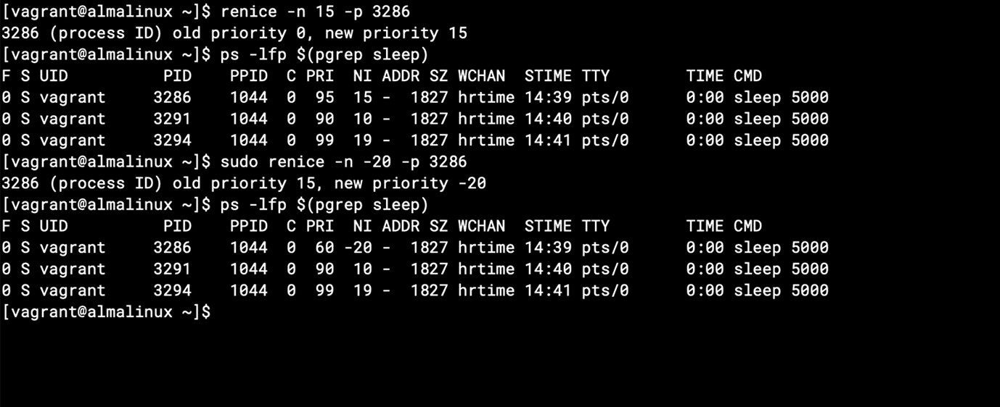 [vagrant@almalinux ~]$ renice -n 15 -p 3286
3286 (process ID) old priority 0, new priority 15
[vagrant@almalinux ~]$ ps -lfp $(pgrep sleep)
F S UID          PID    PPID  C PRI  NI ADDR SZ WCHAN  STIME TTY        TIME CMD
0 S vagrant     3286    1044  0  95  15 -  1827 hrtime 14:39 pts/0      0:00 sleep 5000
0 S vagrant     3291    1044  0  90  10 -  1827 hrtime 14:40 pts/0      0:00 sleep 5000
0 S vagrant     3294    1044  0  99  19 -  1827 hrtime 14:41 pts/0      0:00 sleep 5000
[vagrant@almalinux ~]$ sudo renice -n -20 -p 3286
3286 (process ID) old priority 15, new priority -20
[vagrant@almalinux ~]$ ps -lfp $(pgrep sleep)
F S UID          PID    PPID  C PRI  NI ADDR SZ WCHAN  STIME TTY        TIME CMD
0 S vagrant     3286    1044  0  60 -20 -  1827 hrtime 14:39 pts/0      0:00 sleep 5000
0 S vagrant     3291    1044  0  90  10 -  1827 hrtime 14:40 pts/0      0:00 sleep 5000
0 S vagrant     3294    1044  0  99  19 -  1827 hrtime 14:41 pts/0      0:00 sleep 5000
[vagrant@almalinux ~]$